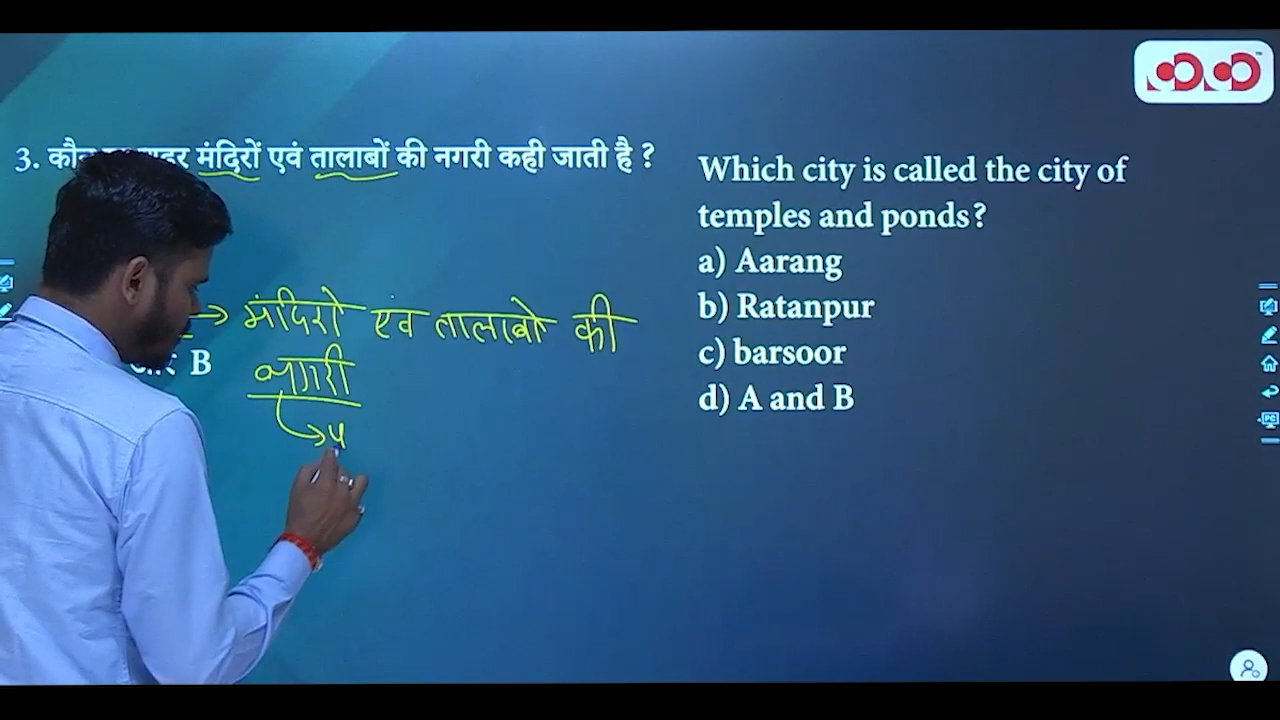 3. मंदिरों एवं तालाबों की नगरी कही जाती है ?
Which city is called the city of
temples and ponds?
a) Aarang
b) Ratanpur
c) barsoor
d) A and B
→ मंदिरो एवं तालाबो की
नगरी
B